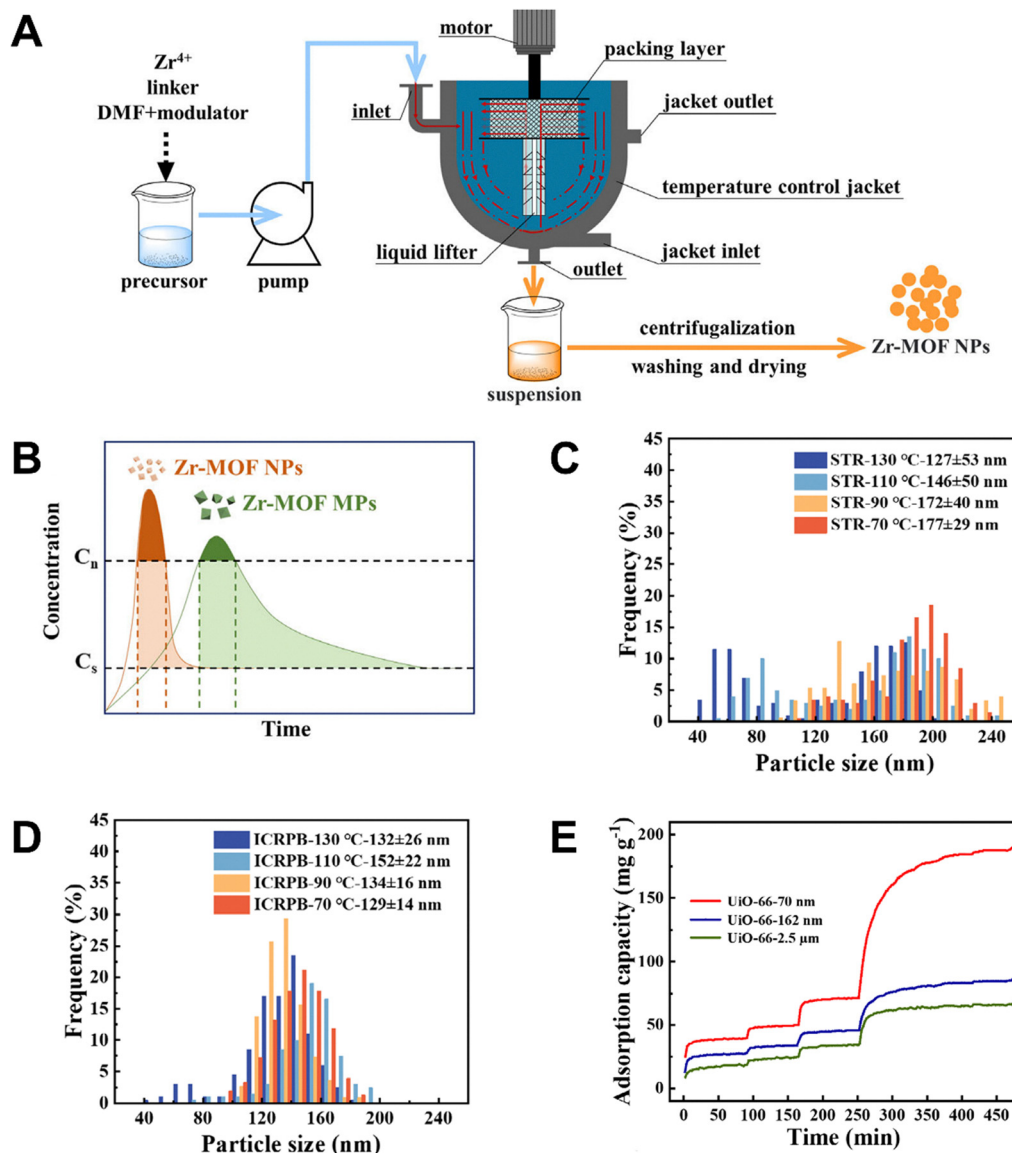 A
Zr4+
linker
DMF+modulator
precursor
pump
inlet
motor
packing layer
jacket outlet
temperature control jacket
liquid lifter
jacket inlet
outlet
suspension
centrifugalization
washing and drying
Zr-MOF NPs
B
Zr-MOF NPs
Zr-MOF MPs
Cn
Cs
Concentration
Time
C
STR-130 °C-127±53 nm
STR-110 °C-146±50 nm
STR-90 °C-172±40 nm
STR-70 °C-177±29 nm
Frequency (%)
45
40
35
30
25
20
15
10
5
0
40 80 120 160 200 240
Particle size (nm)
D
ICRPB-130 °C-132±26 nm
ICRPB-110 °C-152±22 nm
ICRPB-90 °C-134±16 nm
ICRPB-70 °C-129±14 nm
Frequency (%)
45
40
35
30
25
20
15
10
5
0
40 80 120 160 200
Particle size (nm)
E
UiO-66-70 nm
UiO-66-162 nm
UiO-66-2.5 µm
Adsorption capacity (mg g-1)
200
150
100
50
0
0 50 100 150 200 250 300 350 400 450
Time (min)